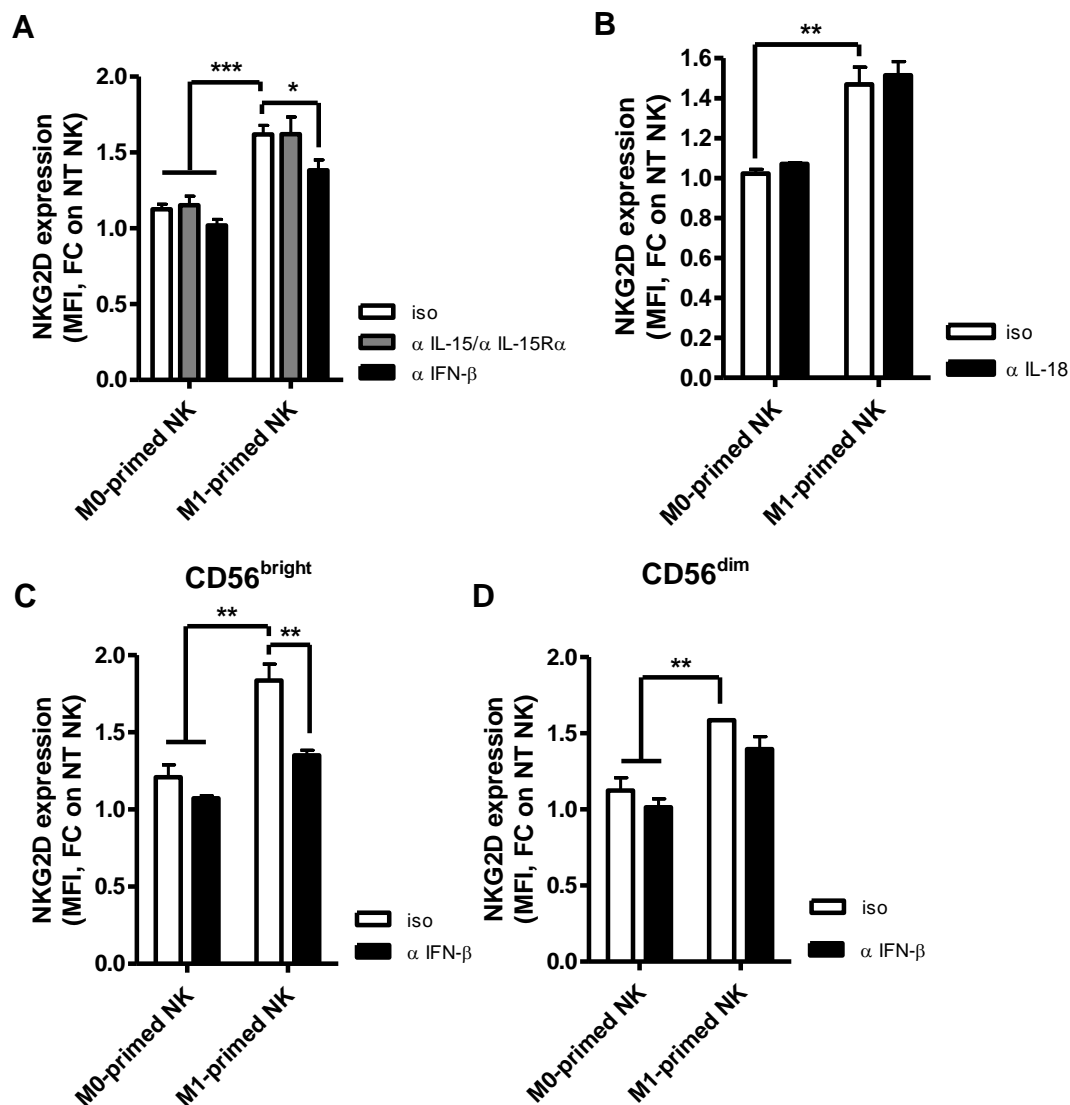 A
***
*
2.0
1.5
1.0
0.5
0.0
NKG2D expression
(MFI, FC on NT NK)
M0-primed NK
M1-primed NK
iso
α IL-15/α IL-15Rα
α IFN-β
B
**
1.6
1.4
1.2
1.0
0.8
0.6
0.4
0.2
0.0
NKG2D expression
(MFI, FC on NT NK)
M0-primed NK
M1-primed NK
iso
α IL-18
C
CD56bright
**
**
2.0
1.5
1.0
0.5
0.0
NKG2D expression
(MFI, FC on NT NK)
M0-primed NK
M1-primed NK
iso
α IFN-β
D
CD56dim
**
2.0
1.5
1.0
0.5
0.0
NKG2D expression
(MFI, FC on NT NK)
M0-primed NK
M1-primed NK
iso
α IFN-β